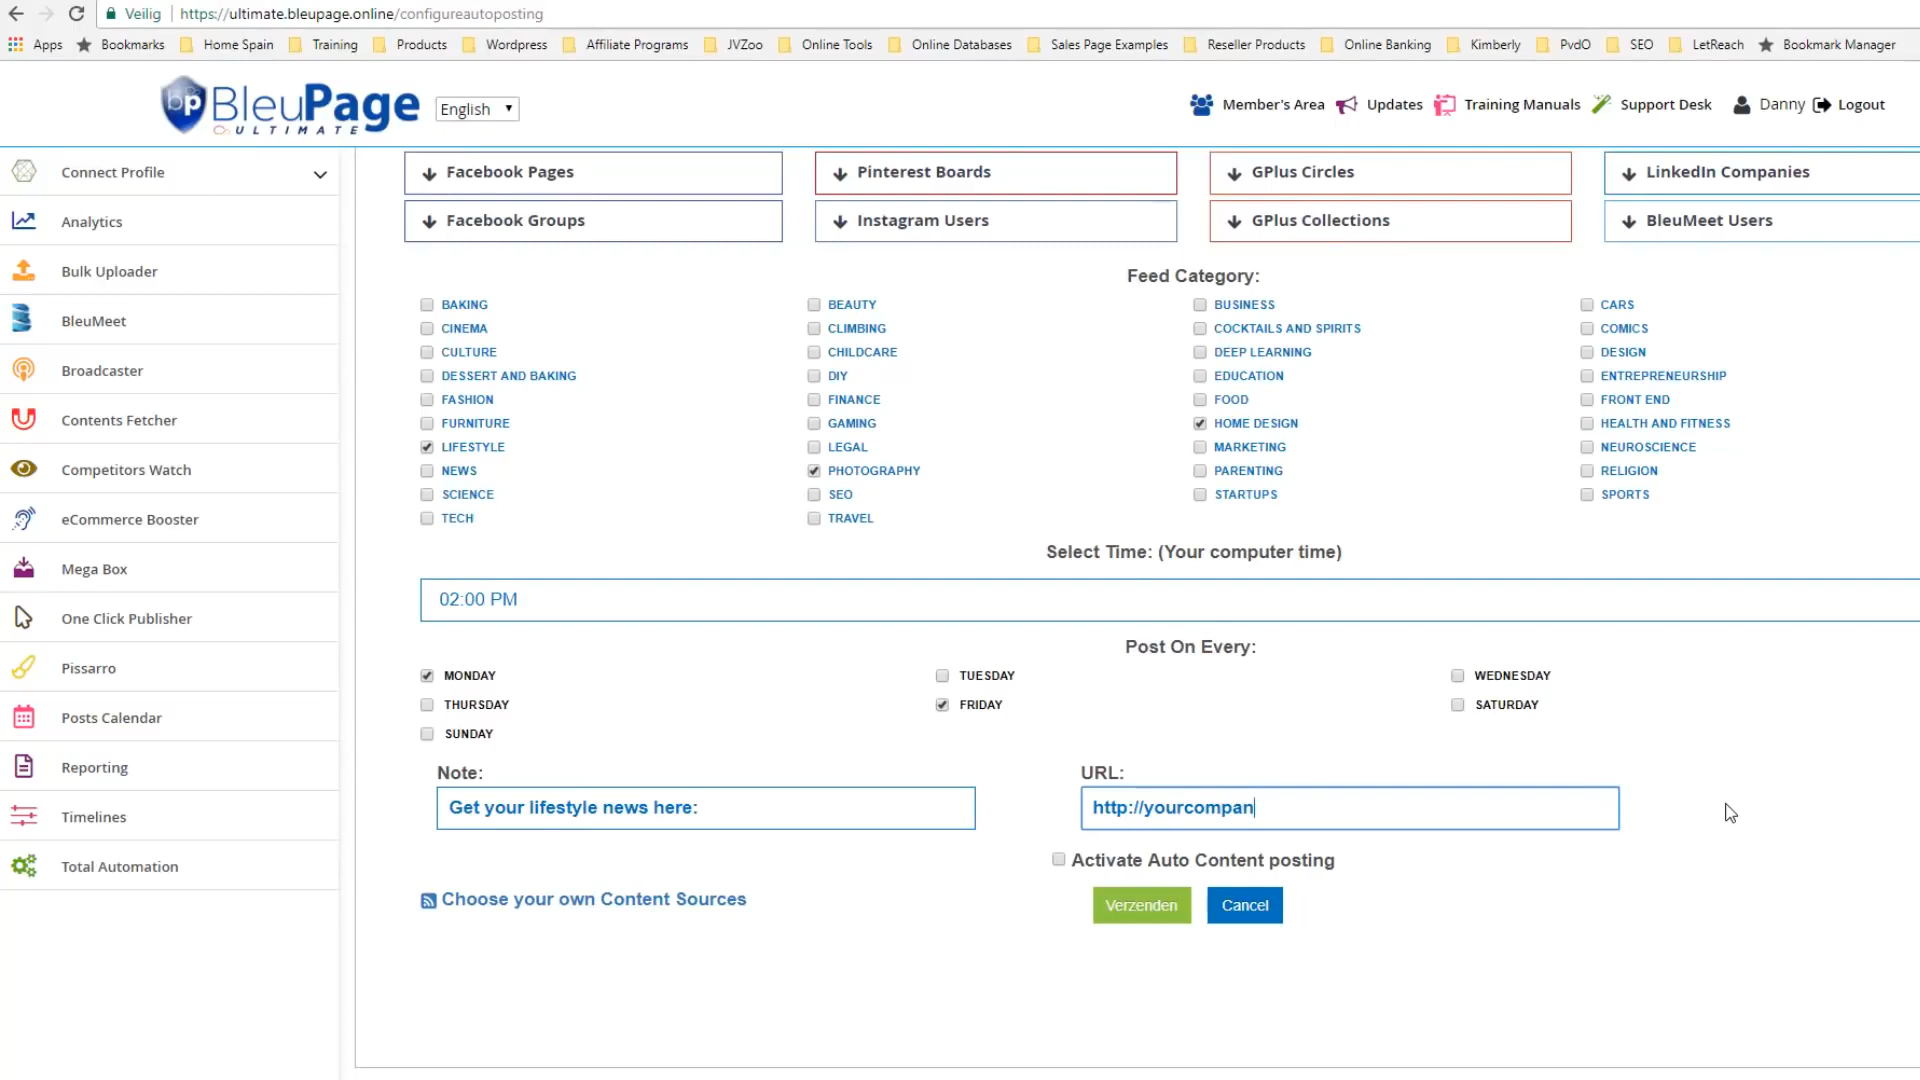 Veilig https://ultimate.bleupage.online/configureautoposting
Apps Bookmarks Home Spain Training Products Wordpress Affiliate Programs JVZoo Online Tools Online Databases Sales Page Examples Reseller Products Online Banking Kimberly PvdO SEO LetReach Bookmark Manager
bp BleuPage ULTIMATE English Member's Area Updates Training Manuals Support Desk Danny Logout
Connect Profile
Analytics
Bulk Uploader
BleuMeet
Broadcaster
Contents Fetcher
Competitors Watch
eCommerce Booster
Mega Box
One Click Publisher
Pissarro
Posts Calendar
Reporting
Timelines
Total Automation
Facebook Pages Pinterest Boards GPlus Circles LinkedIn Companies
Facebook Groups Instagram Users GPlus Collections BleuMeet Users
Feed Category:
BAKING BEAUTY BUSINESS CARS
CINEMA CLIMBING COCKTAILS AND SPIRITS COMICS
CULTURE CHILDCARE DEEP LEARNING DESIGN
DESSERT AND BAKING DIY EDUCATION ENTREPRENEURSHIP
FASHION FINANCE FOOD FRONT END
FURNITURE GAMING HOME DESIGN HEALTH AND FITNESS
LIFESTYLE LEGAL MARKETING NEUROSCIENCE
NEWS PHOTOGRAPHY PARENTING RELIGION
SCIENCE SEO STARTUPS SPORTS
TECH TRAVEL
Select Time: (Your computer time)
02:00 PM
Post On Every:
MONDAY TUESDAY WEDNESDAY
THURSDAY FRIDAY SATURDAY
SUNDAY
Note: URL:
Get your lifestyle news here: http://yourcompan
Activate Auto Content posting
Choose your own Content Sources Verzenden Cancel